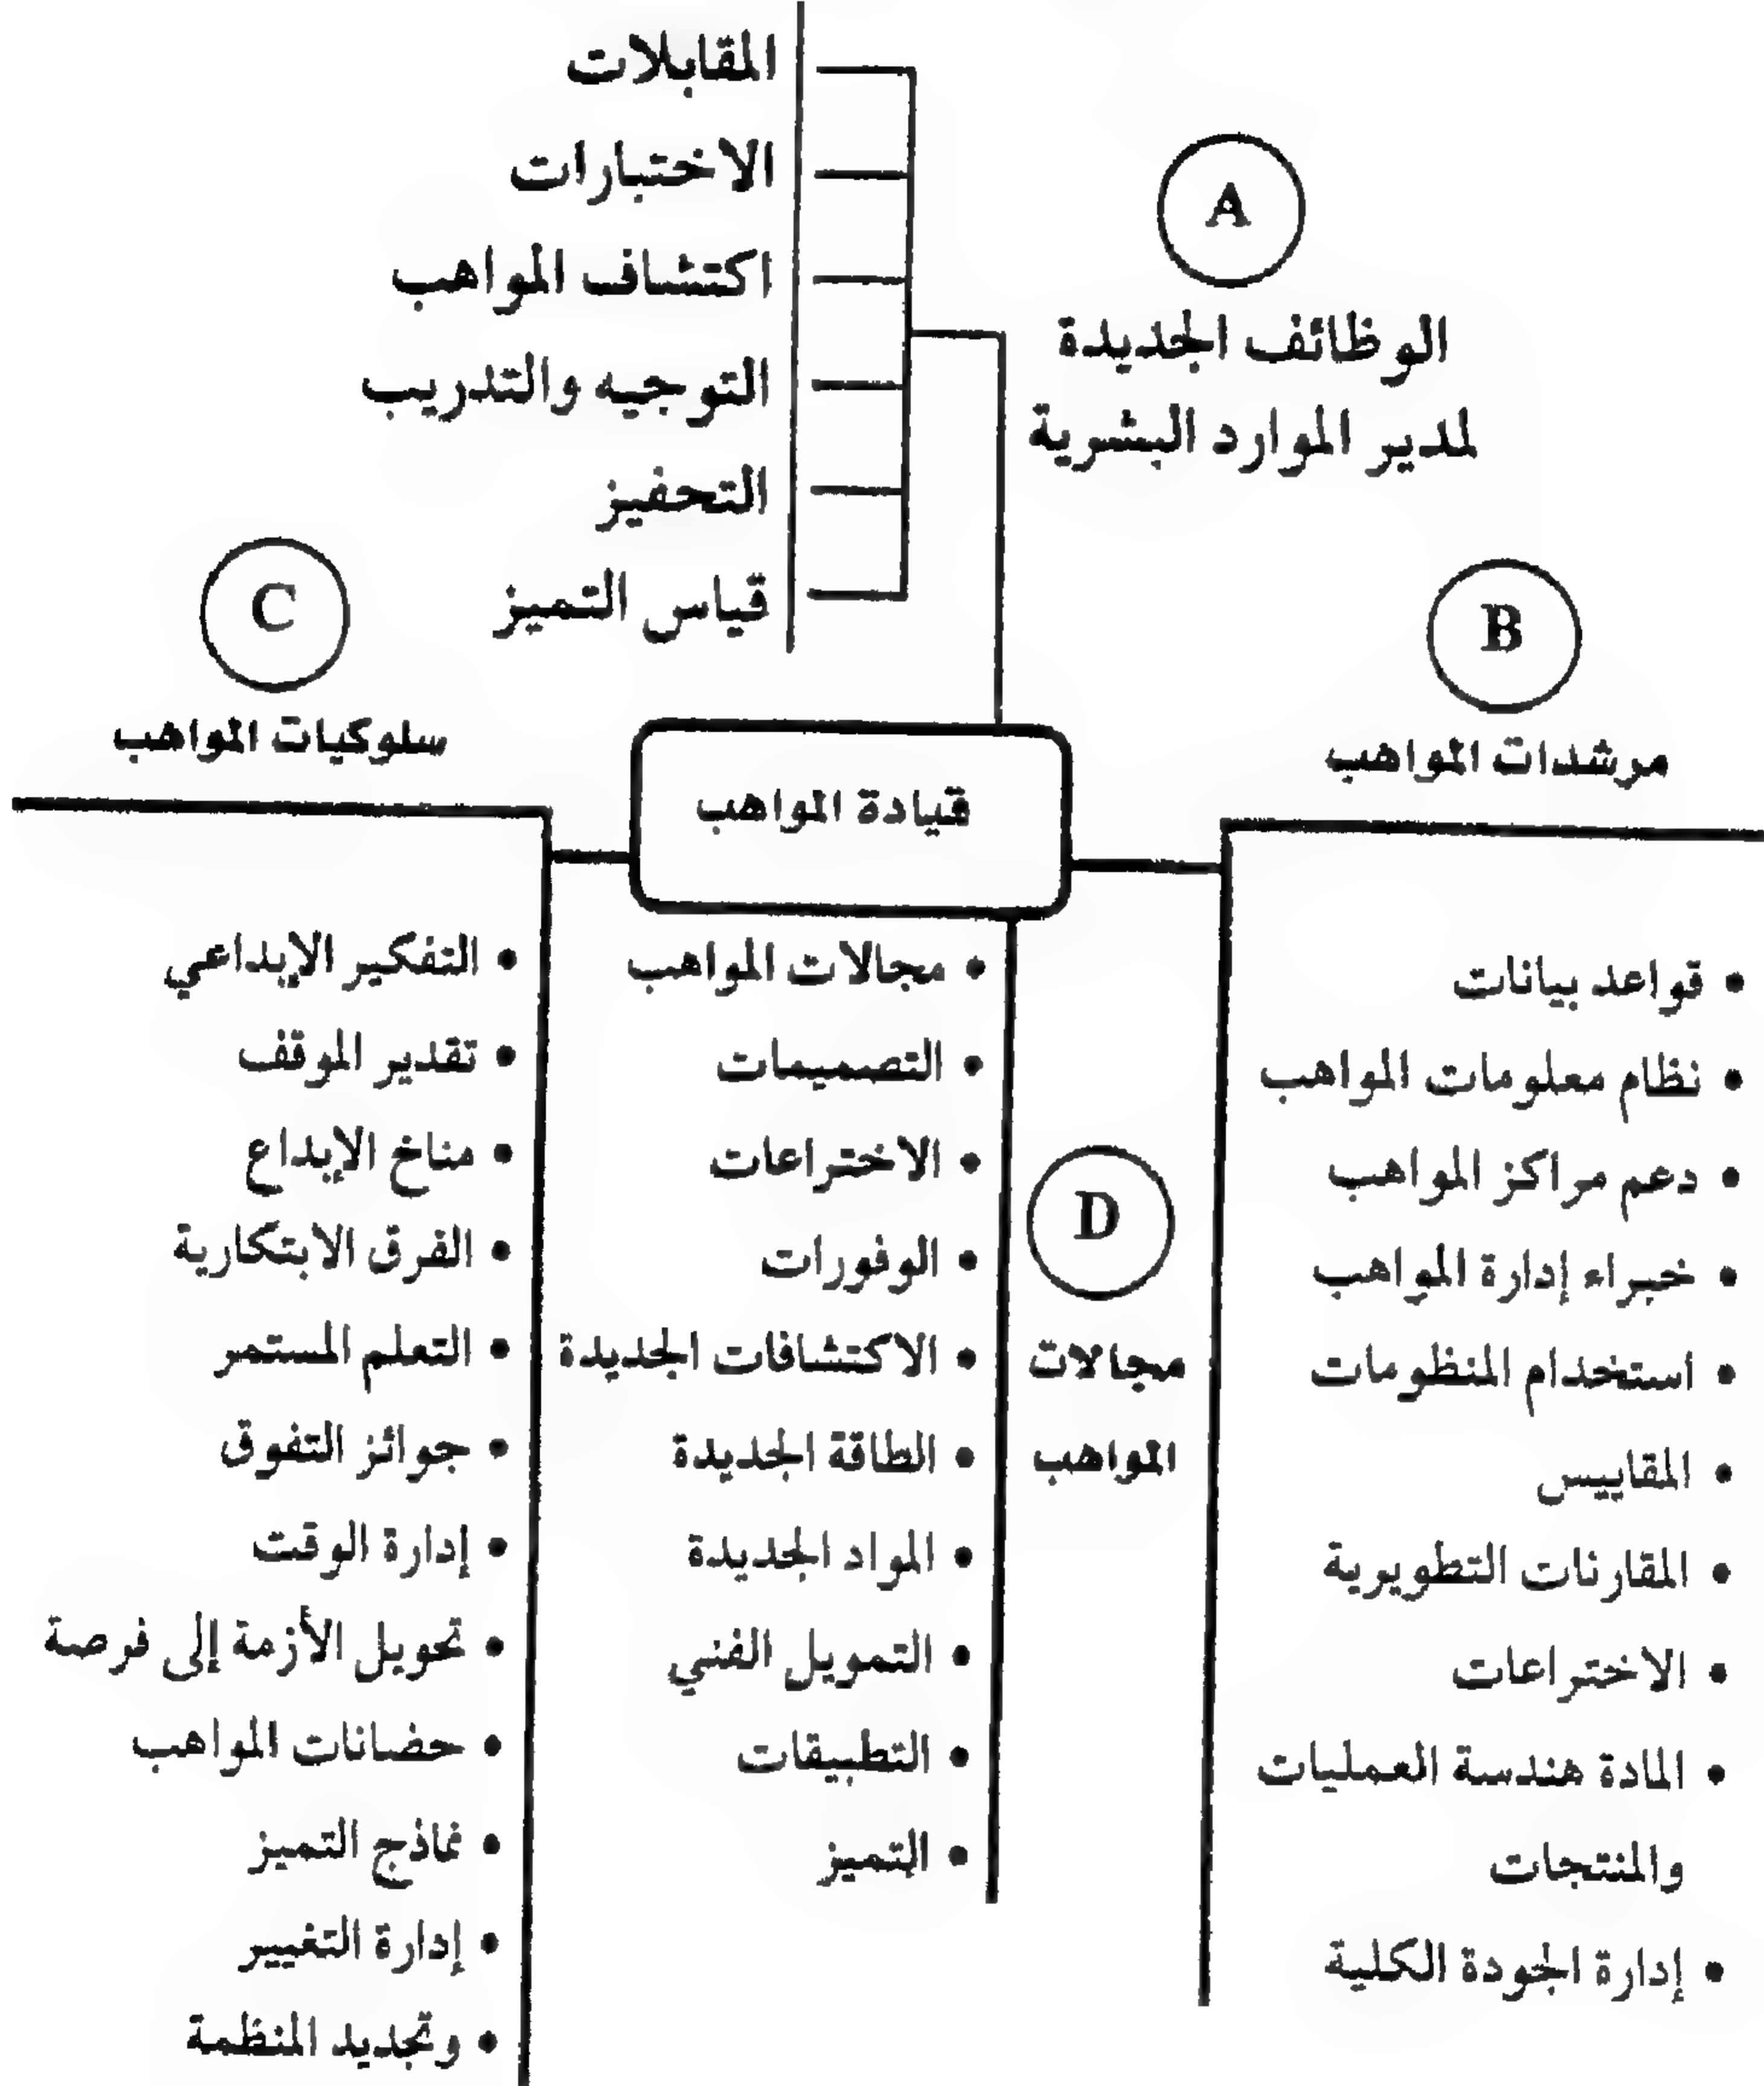 A
الوظائف الجديدة
لمدير الموارد البشرية
المقابلات
الاختبارات
اكتشاف المواهب
التوجيه والتدريب
التحفيز
قياس التميز
قيادة المواهب
B
مرشدات المواهب
• قواعد بيانات
• نظام معلومات المواهب
• دعم مراكز المواهب
• خبراء إدارة المواهب
• استخدام المنظومات
• المقاييس
• المقارنات التطويرية
• الاختراعات
• المادة هندسة العمليات
والمنتجات
• إدارة الجودة الكلية
D
مجالات
المواهب
• مجالات المواهب
• التصميمات
• الاختراعات
• الوفورات
• الاكتشافات الجديدة
• الطاقة الجديدة
• المواد الجديدة
• التمويل الفني
• التطبيقات
• التميز
C
سلوكيات المواهب
• التفكير الإبداعي
• تقدير الموقف
• مناخ الإبداع
• الفرق الابتكارية
• التعلم المستمر
• جوائز التفوق
• إدارة الوقت
• تحويل الأزمة إلى فرصة
• حضانات المواهب
• نماذج التميز
• إدارة التغيير
• وتجديد المنظمة